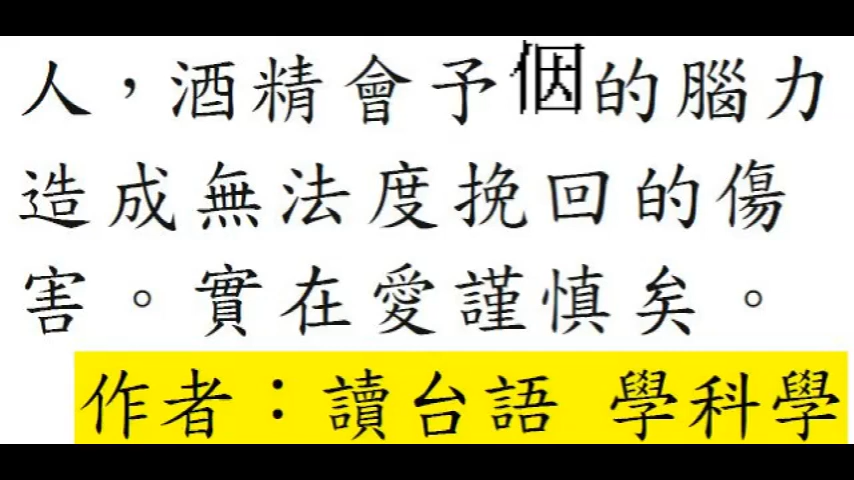 人，酒精會予𪜶的腦力
造成無法度挽回的傷
害。實在愛謹慎矣。
作者：讀台語 學科學